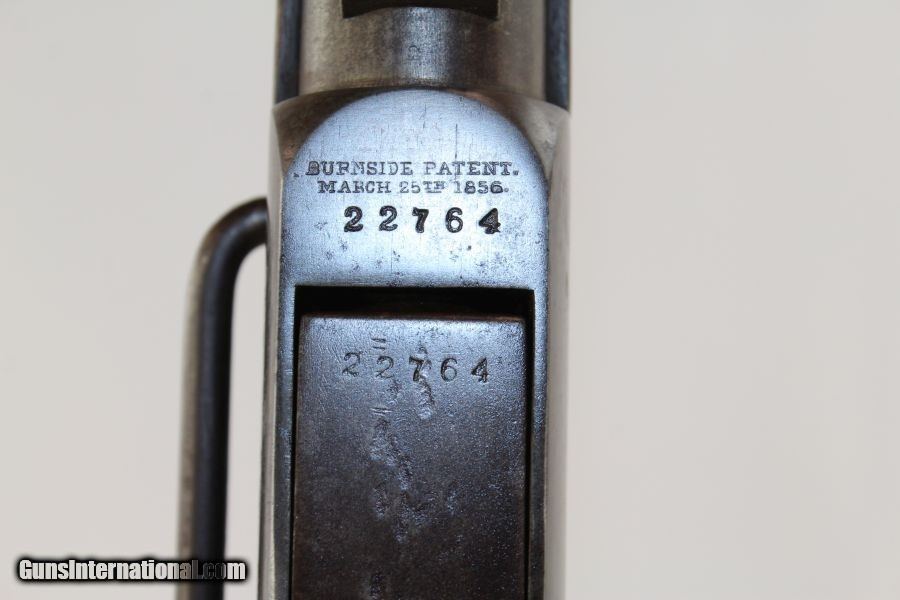 BURNSIDE PATENT.
MARCH 25TH 1856.
22764
22764
GunsInternational.com